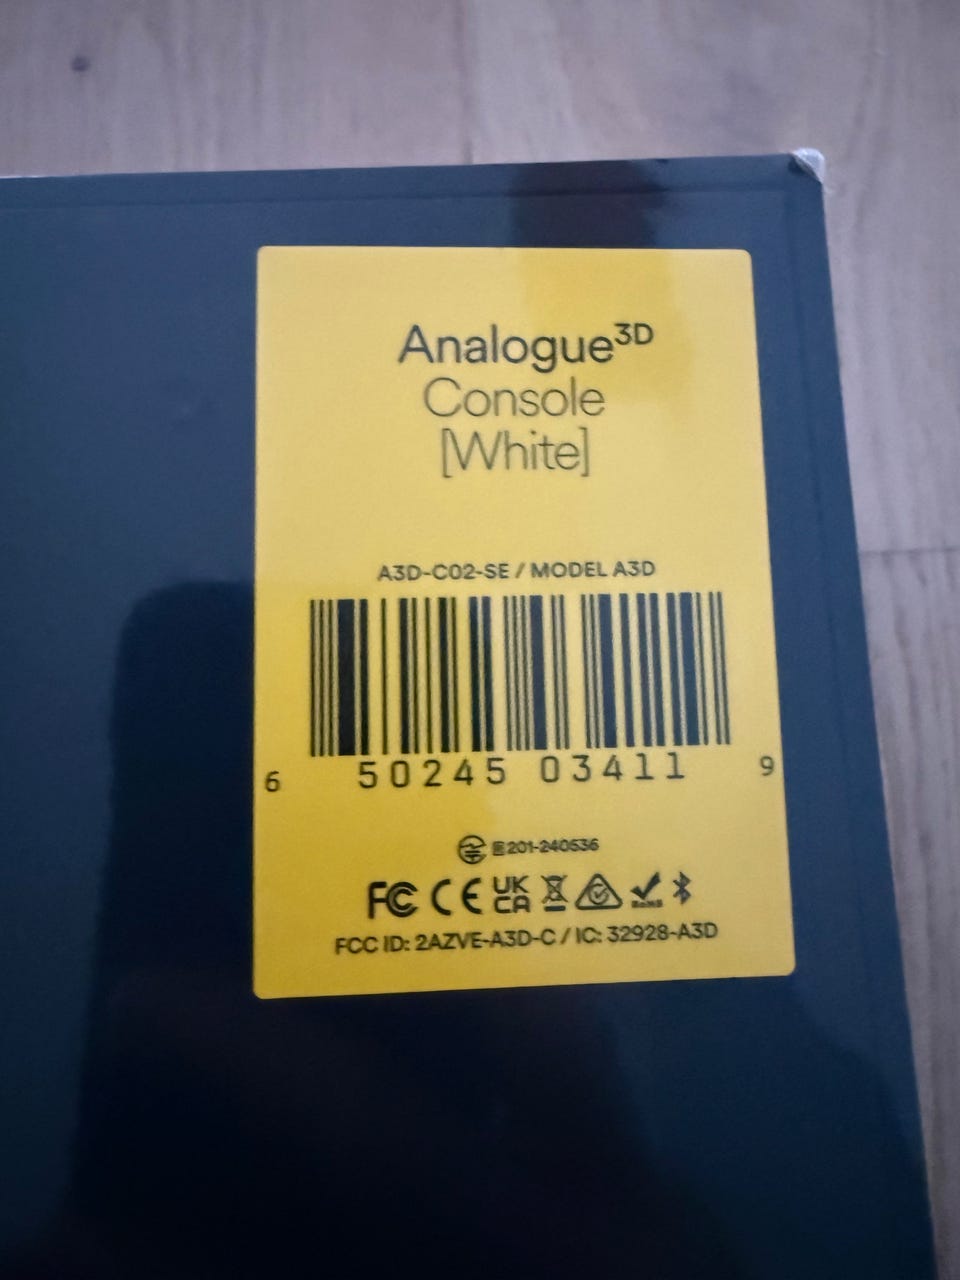 Analogue3D
Console
[White]
A3D-C02-SE / MODEL A3D
6 50245 03411 9
201-240536
FC CE UK CA RoHS
FCC ID: 2AZVE-A3D-C / IC: 32928-A3D